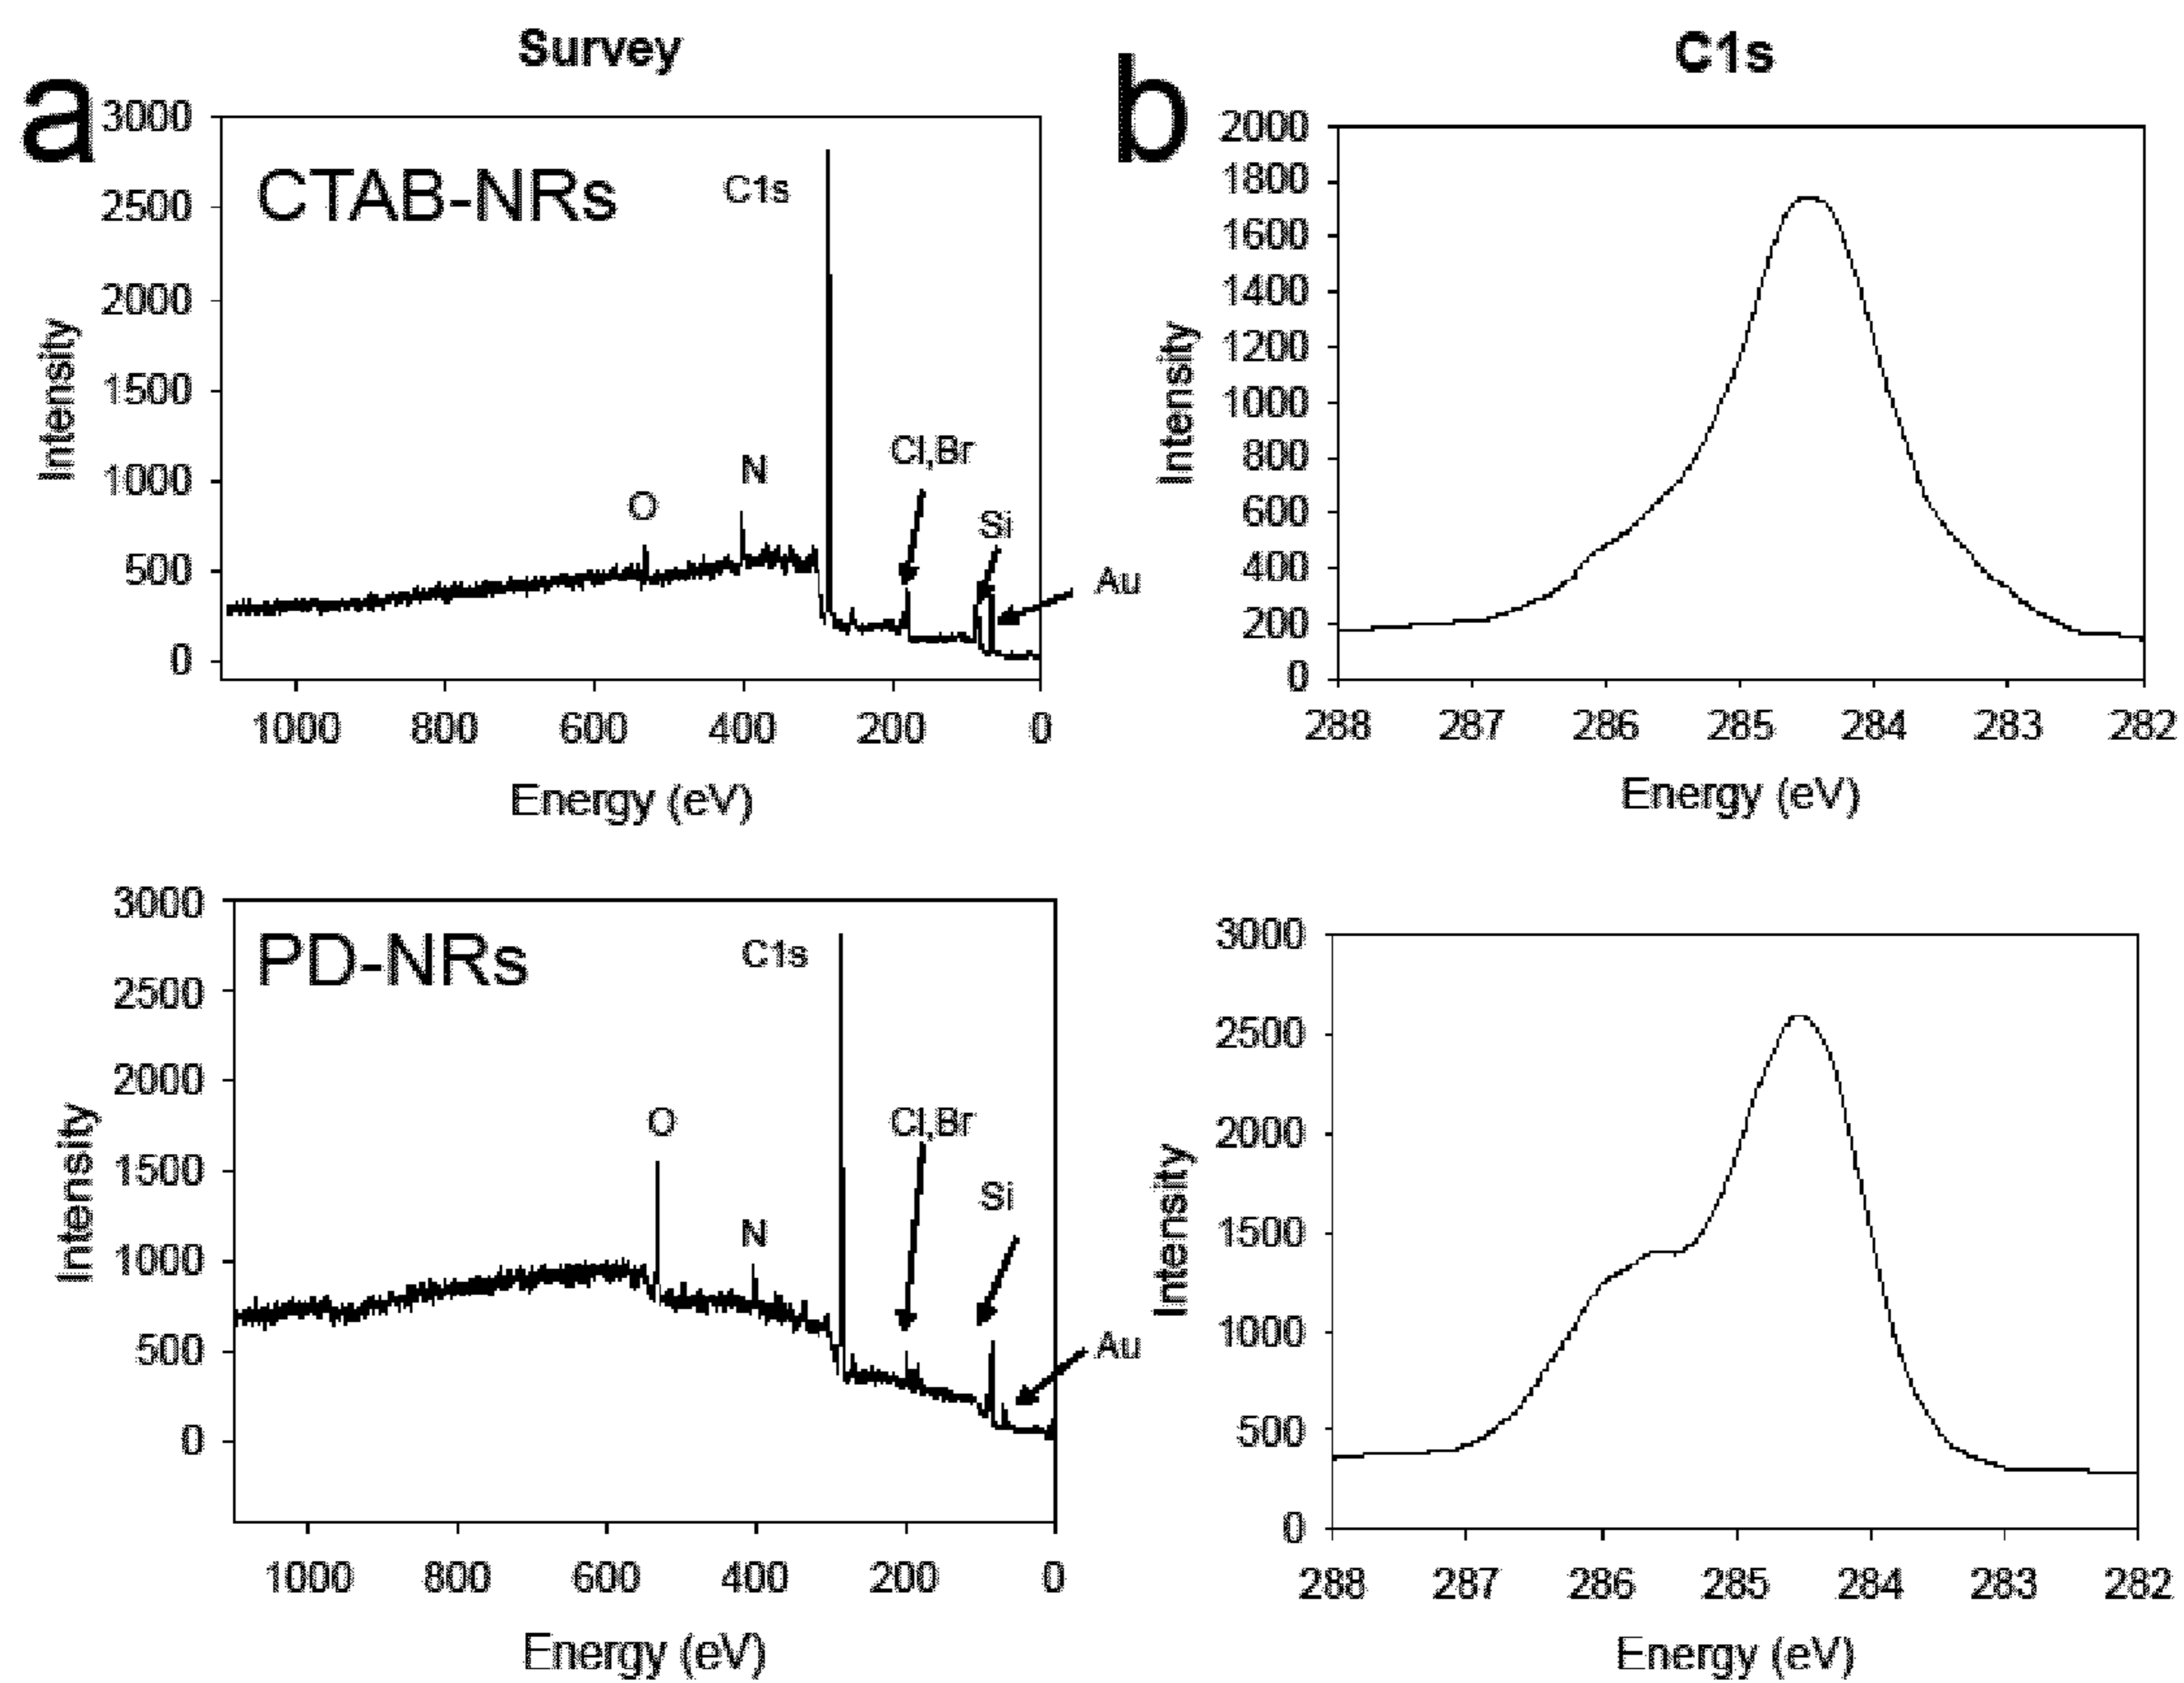 a
Survey
3000
2500
2000
1500
1000
500
0
Intensity
CTAB-NRs
C1s
O
N
Cl,Br
Si
Au
1000 800 600 400 200 0
Energy (eV)
b
C1s
2000
1800
1600
1400
1200
1000
800
600
400
200
0
Intensity
288 287 286 285 284 283 282
Energy (eV)
3000
2500
2000
1500
1000
500
0
Intensity
PD-NRs
C1s
O
N
Cl,Br
Si
Au
1000 800 600 400 200 0
Energy (eV)
3000
2500
2000
1500
1000
500
0
Intensity
288 287 286 285 284 283 282
Energy (eV)